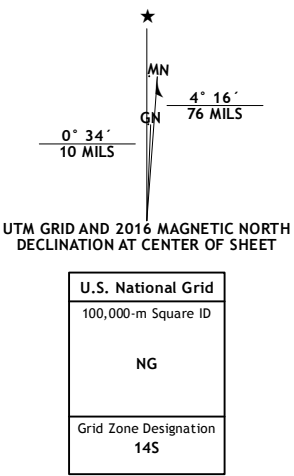 MN
GN
4° 16´
76 MILS
0° 34´
10 MILS
UTM GRID AND 2016 MAGNETIC NORTH
DECLINATION AT CENTER OF SHEET
U.S. National Grid
100,000-m Square ID
NG
Grid Zone Designation
14S